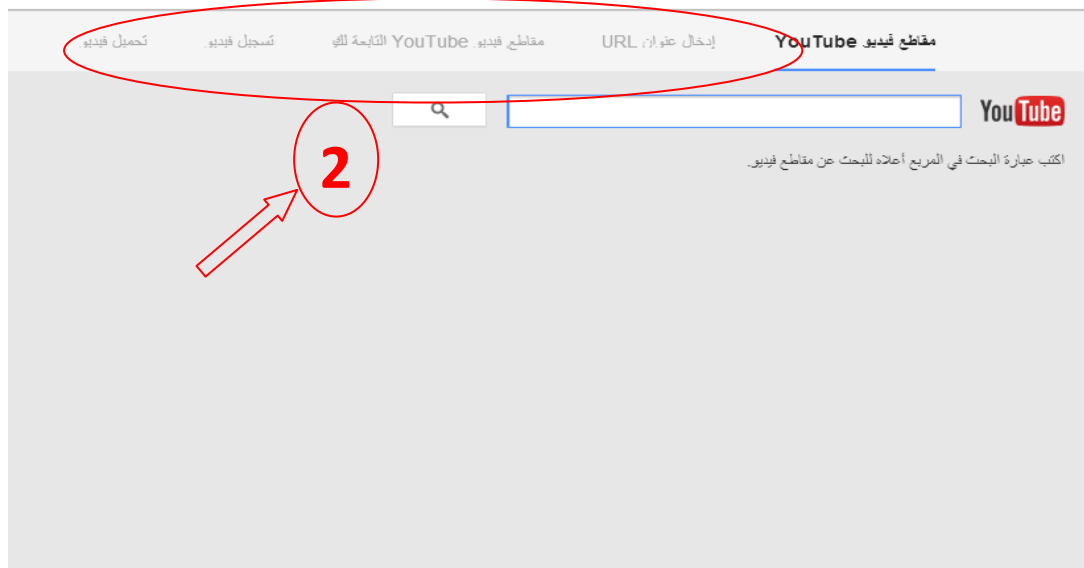 مقاطع فيديو YouTube إدخال عنوان URL مقاطع فيديو YouTube التابعة لك تسجيل فيديو تحميل فيديو
YouTube
اكتب عبارة البحث في المربع أعلاه للبحث عن مقاطع فيديو.
2